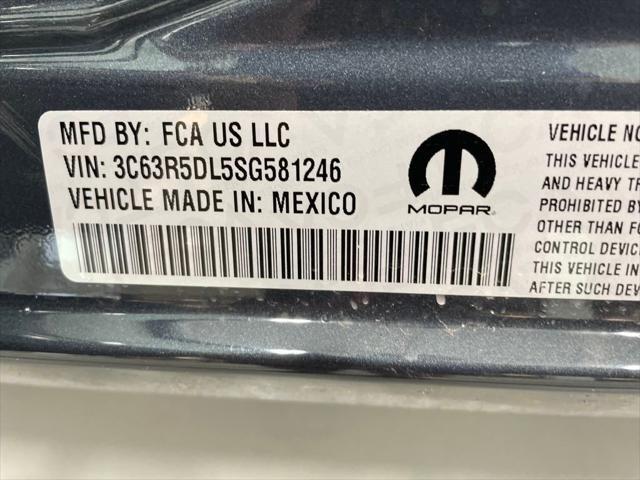 MFD BY: FCA US LLC
VIN: 3C63R5DL5SG581246
VEHICLE MADE IN: MEXICO
MOPAR
VEHICLE NO
THIS VEHICLE
AND HEAVY TR
PROHIBITED B
OTHER THAN FO
CONTROL DEVIC
THIS VEHICLE IN
AFTER SUCH DEV